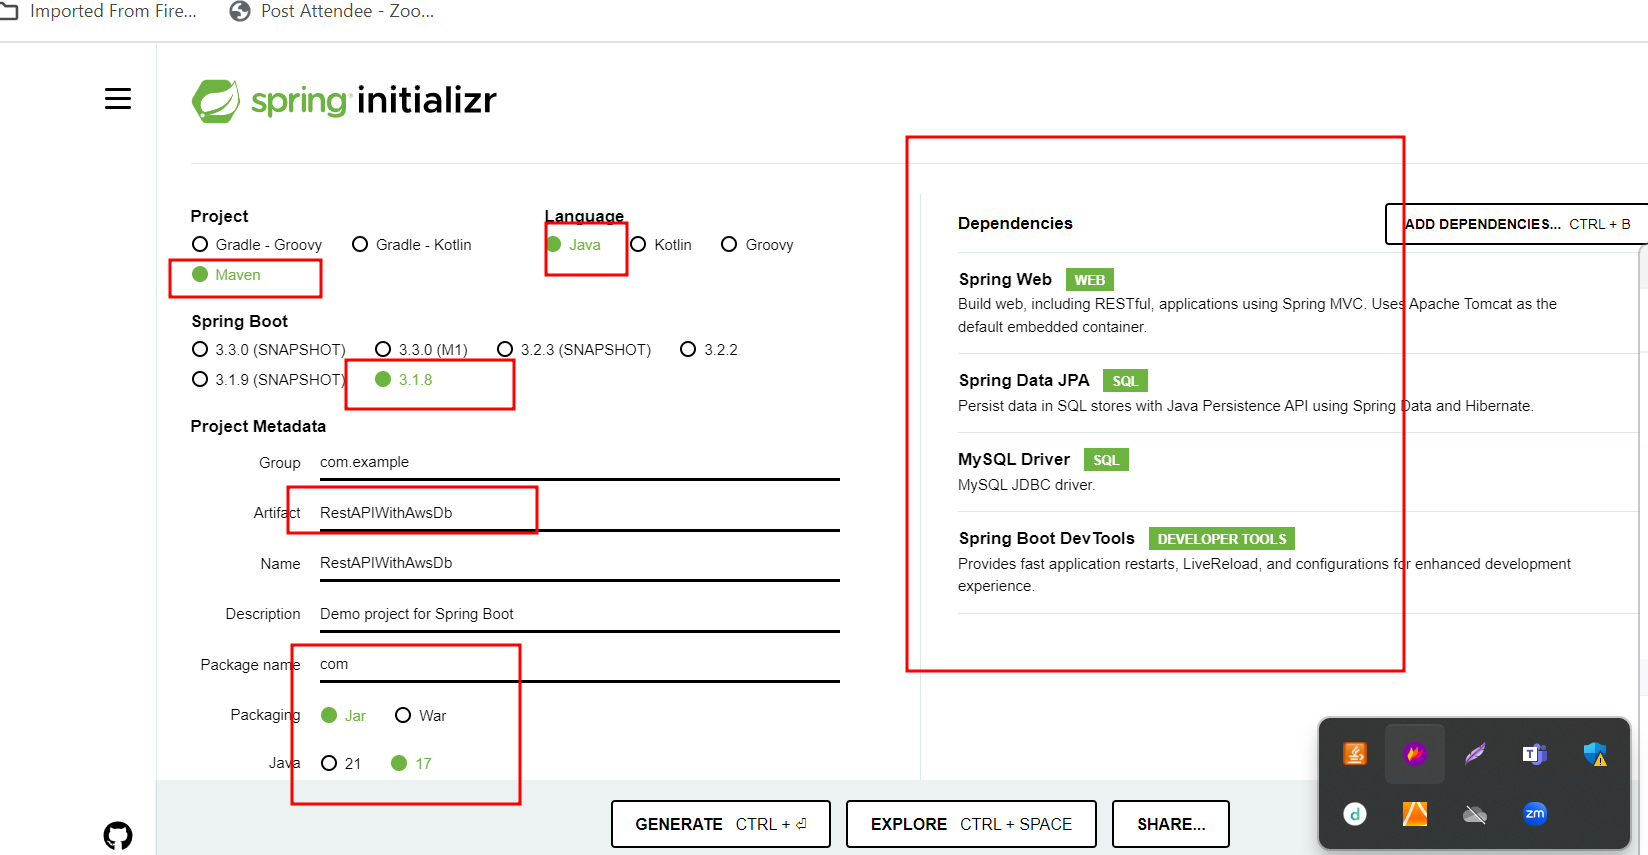 Imported From Fire... Post Attendee - Zoo...
spring initializr
Project
Gradle - Groovy Gradle - Kotlin
Maven
Language
Java Kotlin Groovy
Spring Boot
3.3.0 (SNAPSHOT) 3.3.0 (M1) 3.2.3 (SNAPSHOT) 3.2.2
3.1.9 (SNAPSHOT) 3.1.8
Project Metadata
Group com.example
Artifact RestAPIWithAwsDb
Name RestAPIWithAwsDb
Description Demo project for Spring Boot
Package name com
Packaging Jar War
Java 21 17
Dependencies ADD DEPENDENCIES... CTRL + B
Spring Web WEB
Build web, including RESTful, applications using Spring MVC. Uses Apache Tomcat as the
default embedded container.
Spring Data JPA SQL
Persist data in SQL stores with Java Persistence API using Spring Data and Hibernate.
MySQL Driver SQL
MySQL JDBC driver.
Spring Boot DevTools DEVELOPER TOOLS
Provides fast application restarts, LiveReload, and configurations for enhanced development
experience.
GENERATE CTRL + ⏎ EXPLORE CTRL + SPACE SHARE...
T
d
zm